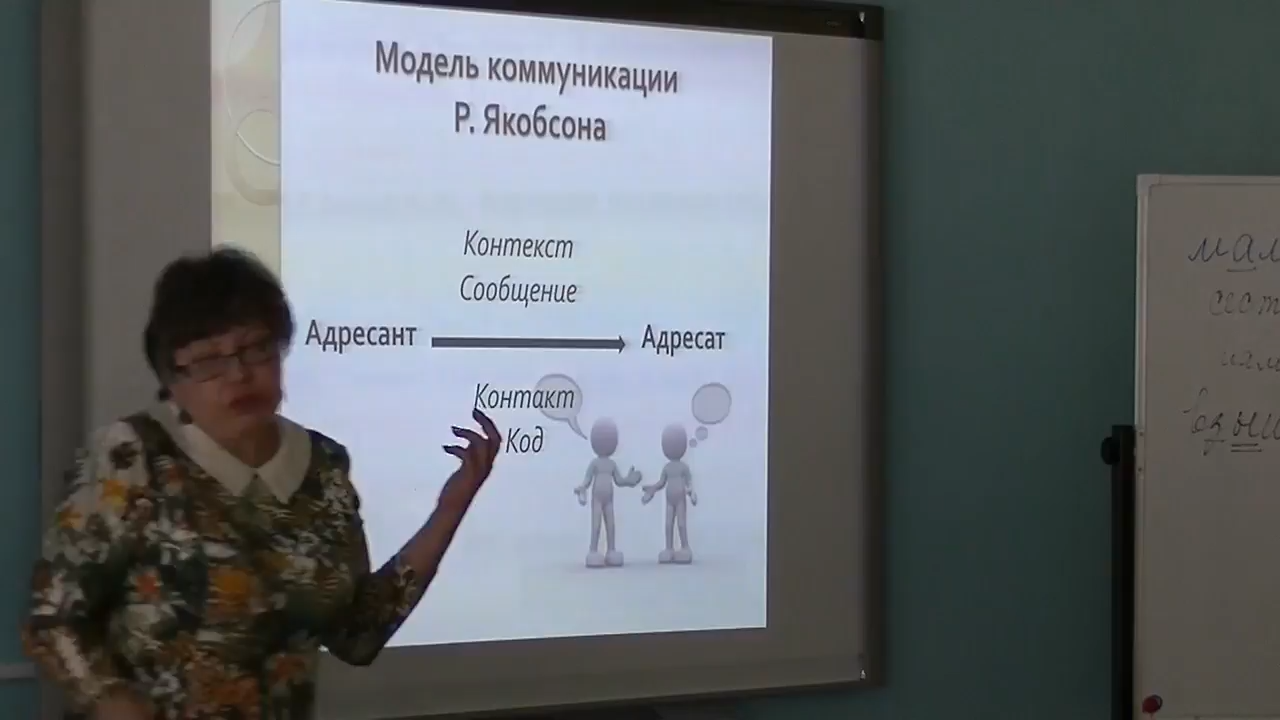 Модель коммуникации
Р. Якобсона
Контекст
Сообщение
Адресант
Адресат
Контакт
Код